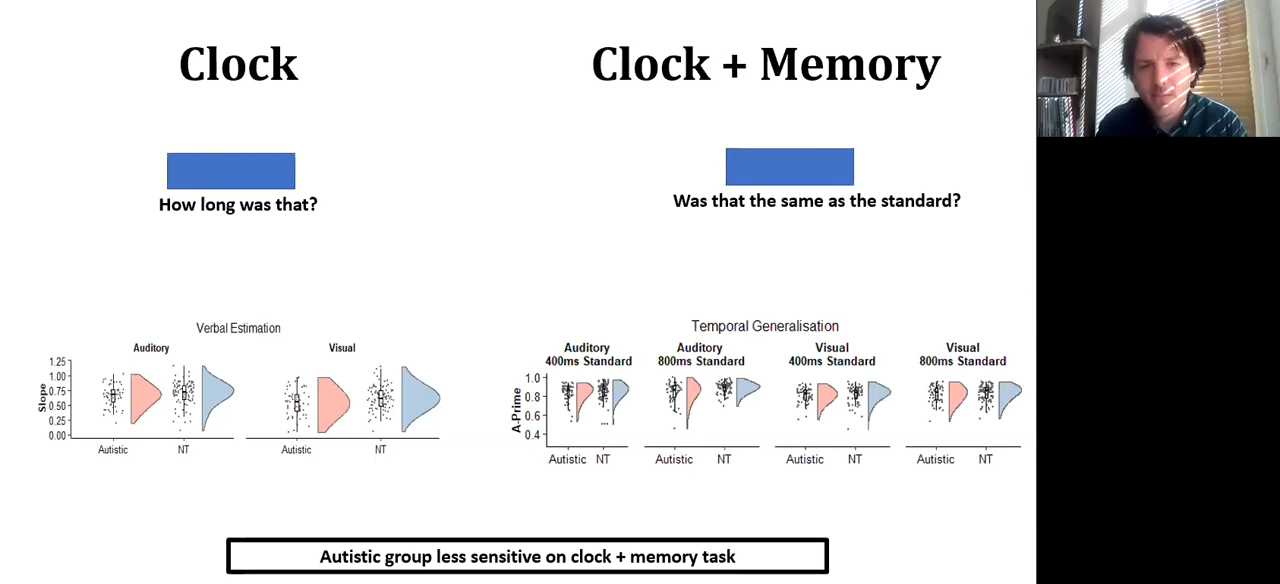 Clock
Clock + Memory
How long was that?
Was that the same as the standard?
Verbal Estimation
Auditory
Visual
Slope
1.25
1.00
0.75
0.50
0.25
0.00
Autistic
NT
Autistic
NT
Temporal Generalisation
Auditory
400ms Standard
Auditory
800ms Standard
Visual
400ms Standard
Visual
800ms Standard
A-Prime
1.0
0.8
0.6
0.4
Autistic
NT
Autistic
NT
Autistic
NT
Autistic
NT
Autistic group less sensitive on clock + memory task